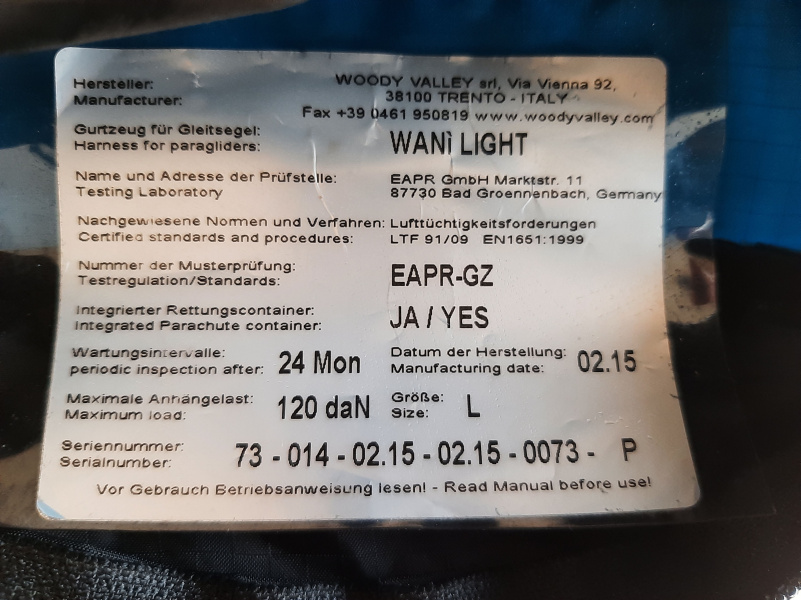 Hersteller: WOODY VALLEY srl, Via Vienna 92,
Manufacturer: 38100 TRENTO - ITALY
Fax +39 0461 950819 www.woodyvalley.com
Gurtzeug für Gleitsegel:
Harness for paragliders: WANì LIGHT
Name und Adresse der Prüfstelle: EAPR GmbH Marktstr. 11
Testing Laboratory 87730 Bad Groennenbach, Germany
Nachgewiesene Normen und Verfahren: Lufttüchtigkeitsforderungen
Certified standards and procedures: LTF 91/09 EN1651:1999
Nummer der Musterprüfung:
Testregulation/Standards: EAPR-GZ
Integrierter Rettungscontainer:
Integrated Parachute container: JA / YES
Wartungsintervalle: Datum der Herstellung:
periodic inspection after: 24 Mon Manufacturing date: 02.15
Maximale Anhängelast: Größe:
Maximum load: 120 daN Size: L
Seriennummer:
Serialnumber: 73 - 014 - 02.15 - 02.15 - 0073 - P
Vor Gebrauch Betriebsanweisung lesen! - Read Manual before use!